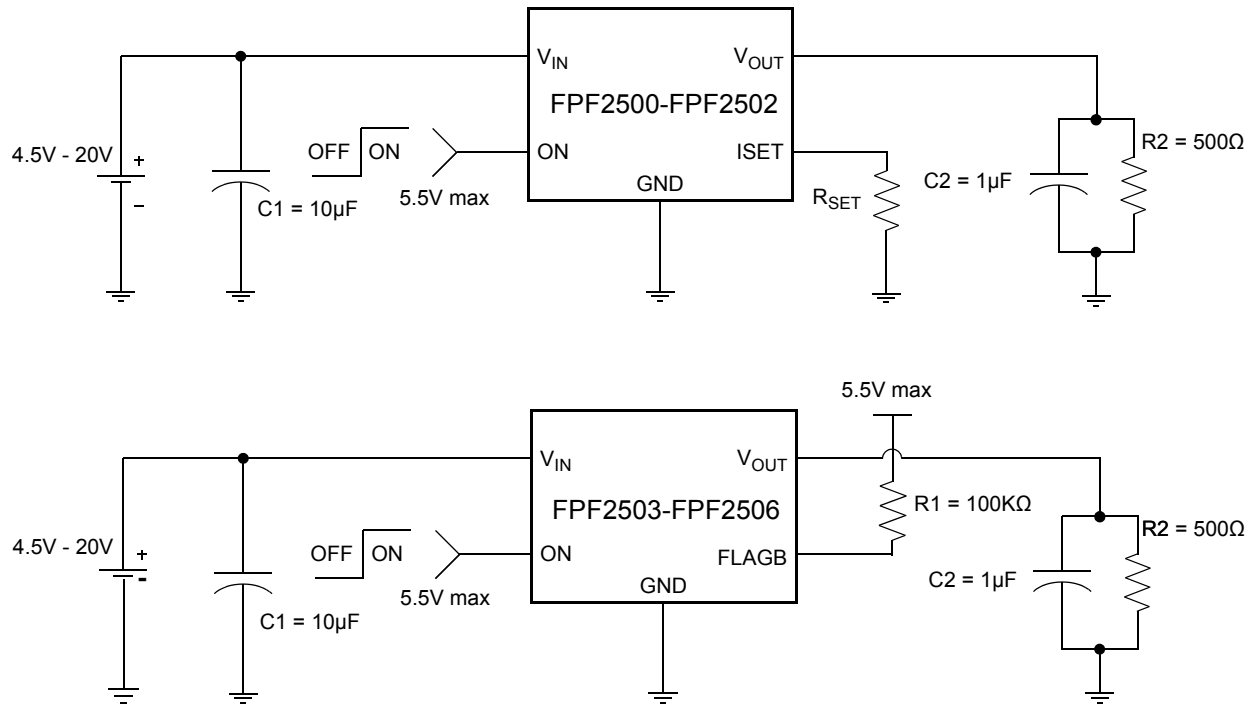 V_IN
V_OUT
FPF2500-FPF2502
4.5V - 20V
+
−
OFF
ON
ON
ISET
R2 = 500Ω
5.5V max
GND
C1 = 10µF
R_SET
C2 = 1µF
5.5V max
V_IN
V_OUT
FPF2503-FPF2506
R1 = 100KΩ
4.5V - 20V
+
-
OFF
ON
ON
FLAGB
R2 = 500Ω
5.5V max
GND
C1 = 10µF
C2 = 1µF